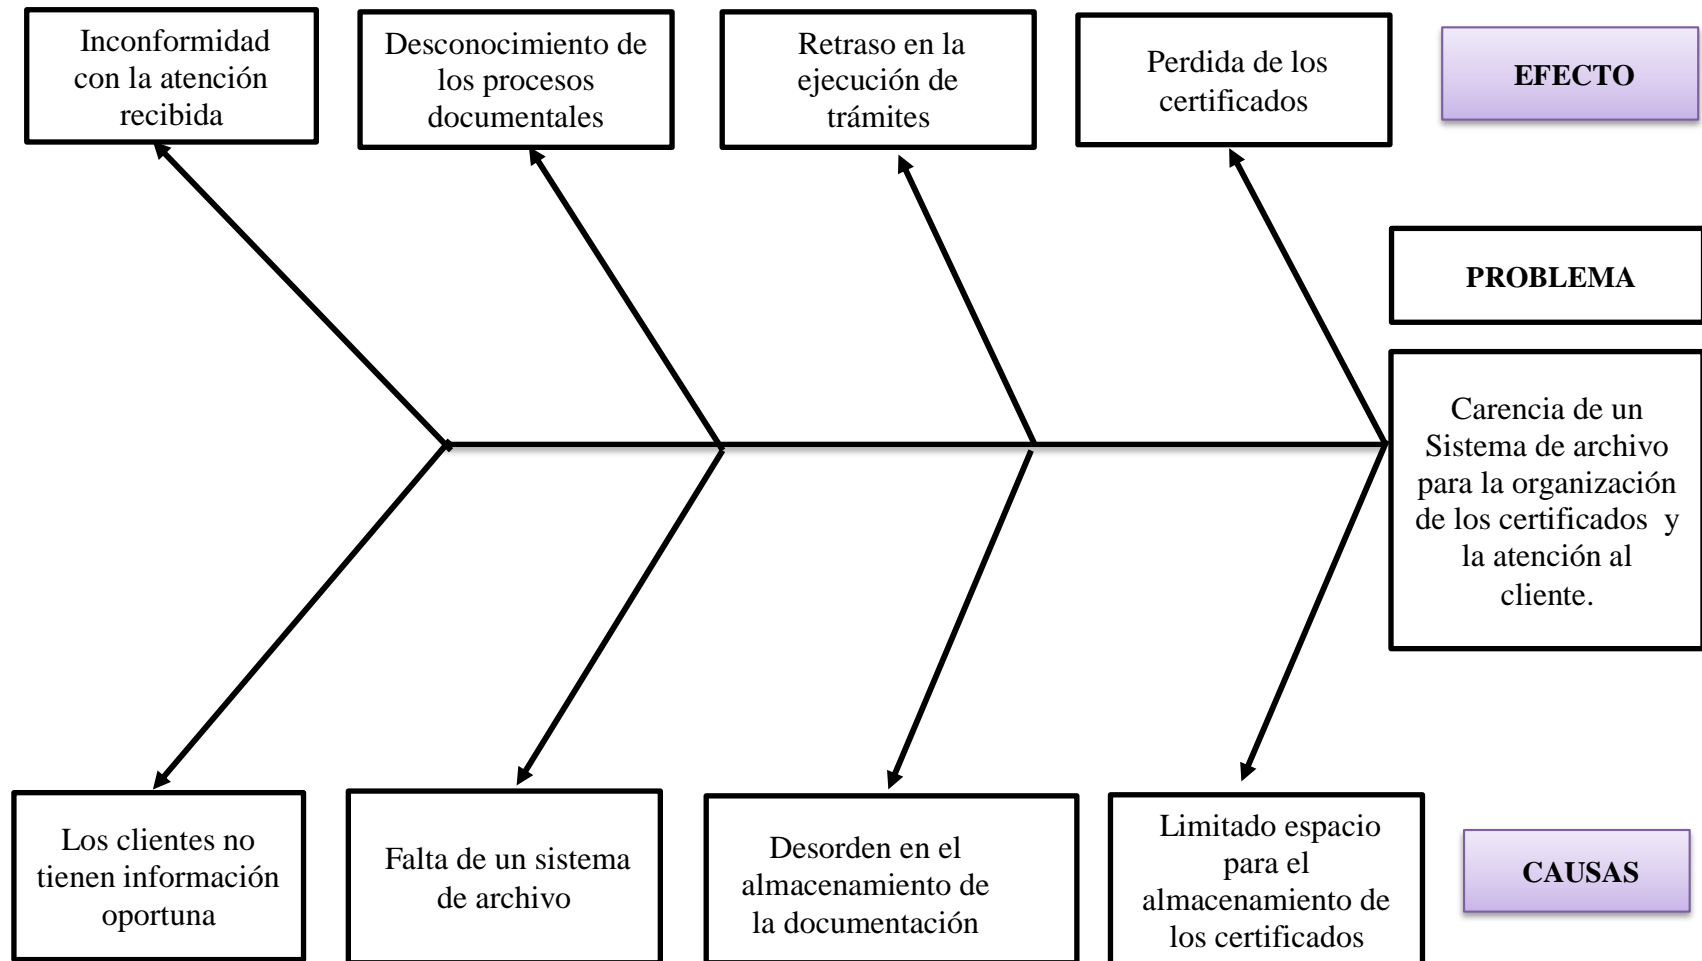 Inconformidad
con la atención
recibida
Desconocimiento de
los procesos
documentales
Retraso en la
ejecución de
trámites
Perdida de los
certificados
EFECTO
PROBLEMA
Carencia de un
Sistema de archivo
para la organización
de los certificados y
la atención al
cliente.
Los clientes no
tienen información
oportuna
Falta de un sistema
de archivo
Desorden en el
almacenamiento de
la documentación
Limitado espacio
para el
almacenamiento de
los certificados
CAUSAS